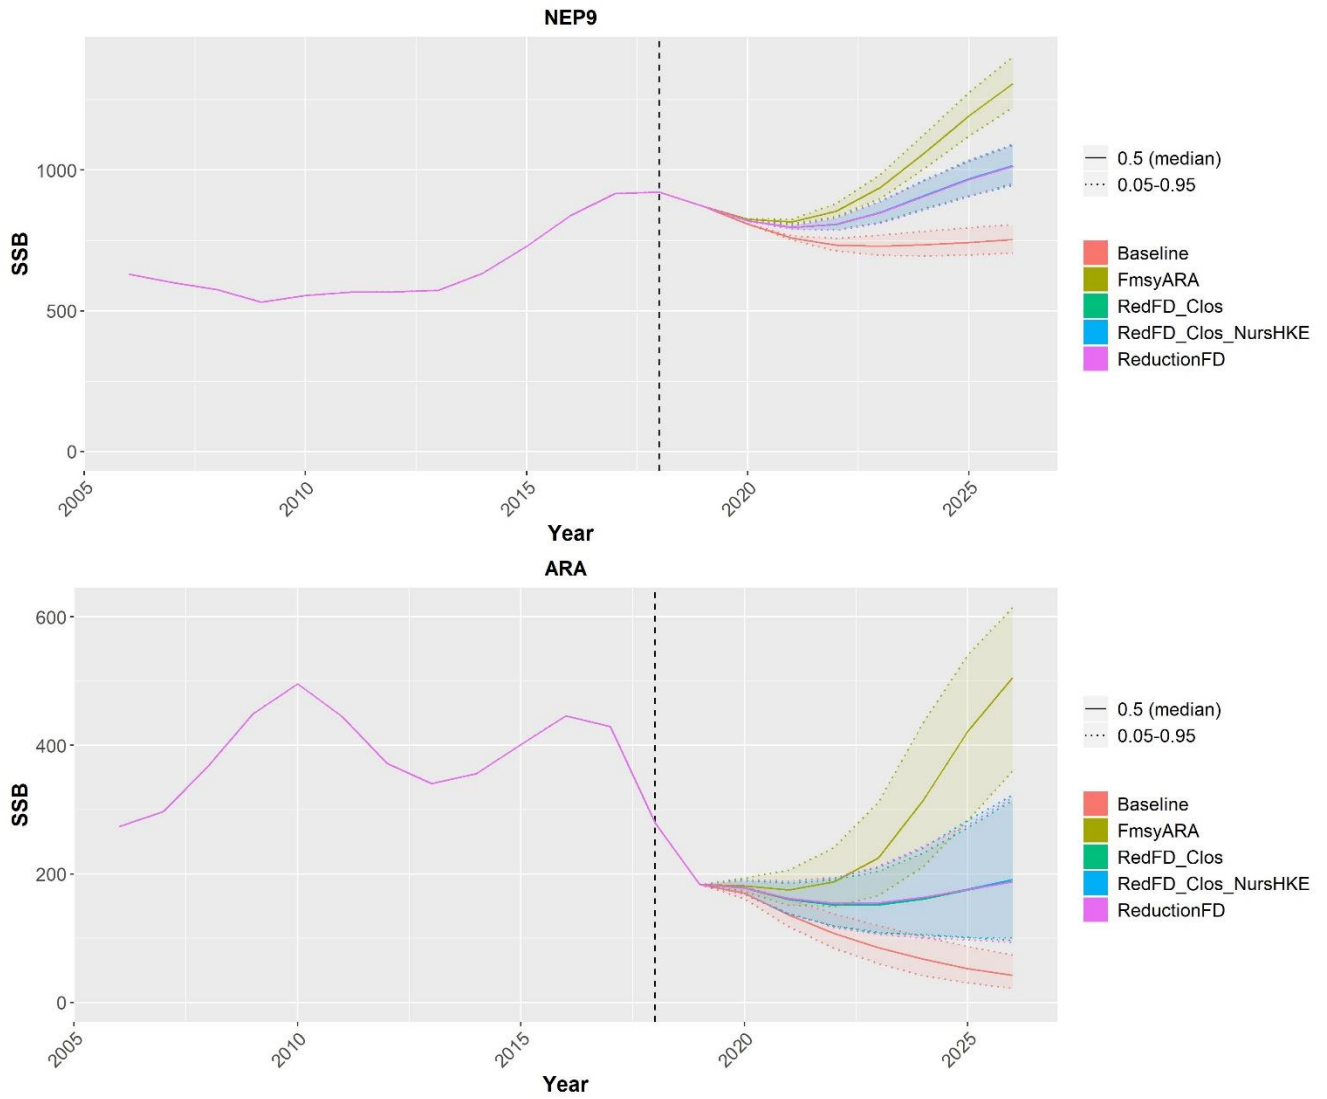 NEP9
1000
500
0
SSB
2005
2010
2015
2020
2025
Year
0.5 (median)
0.05-0.95
Baseline
FmsyARA
RedFD_Clos
RedFD_Clos_NursHKE
ReductionFD
ARA
600
400
200
0
SSB
2005
2010
2015
2020
2025
Year
0.5 (median)
0.05-0.95
Baseline
FmsyARA
RedFD_Clos
RedFD_Clos_NursHKE
ReductionFD